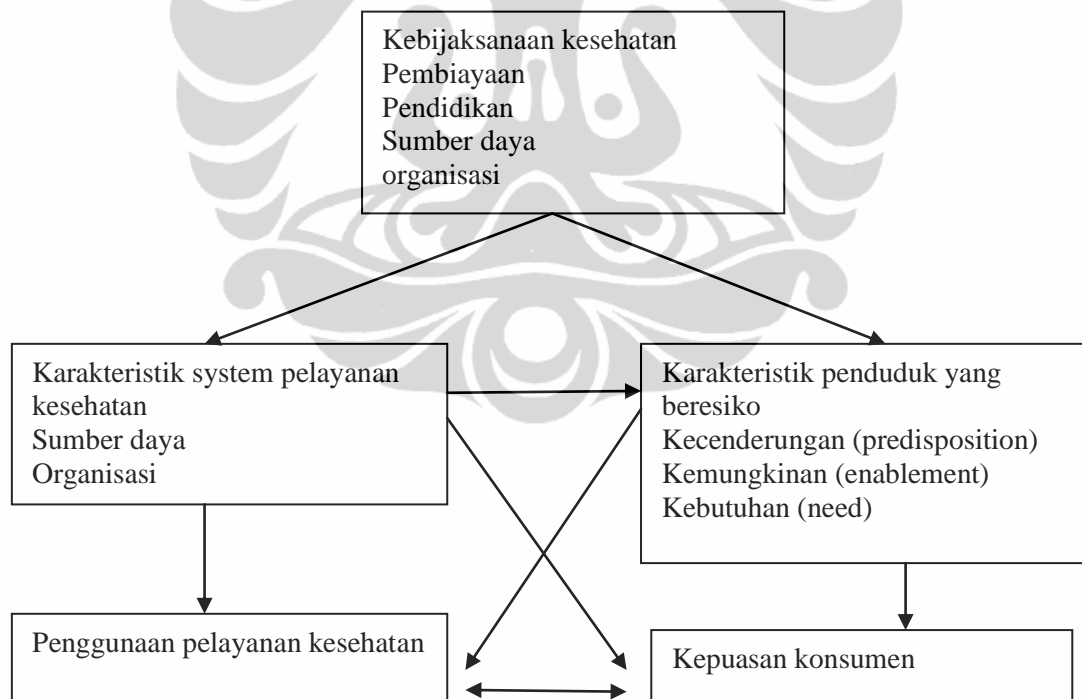 Kebijaksanaan kesehatan
Pembiayaan
Pendidikan
Sumber daya
organisasi
Karakteristik system pelayanan
kesehatan
Sumber daya
Organisasi
Karakteristik penduduk yang
beresiko
Kecenderungan (predisposition)
Kemungkinan (enablement)
Kebutuhan (need)
Penggunaan pelayanan kesehatan
Kepuasan konsumen